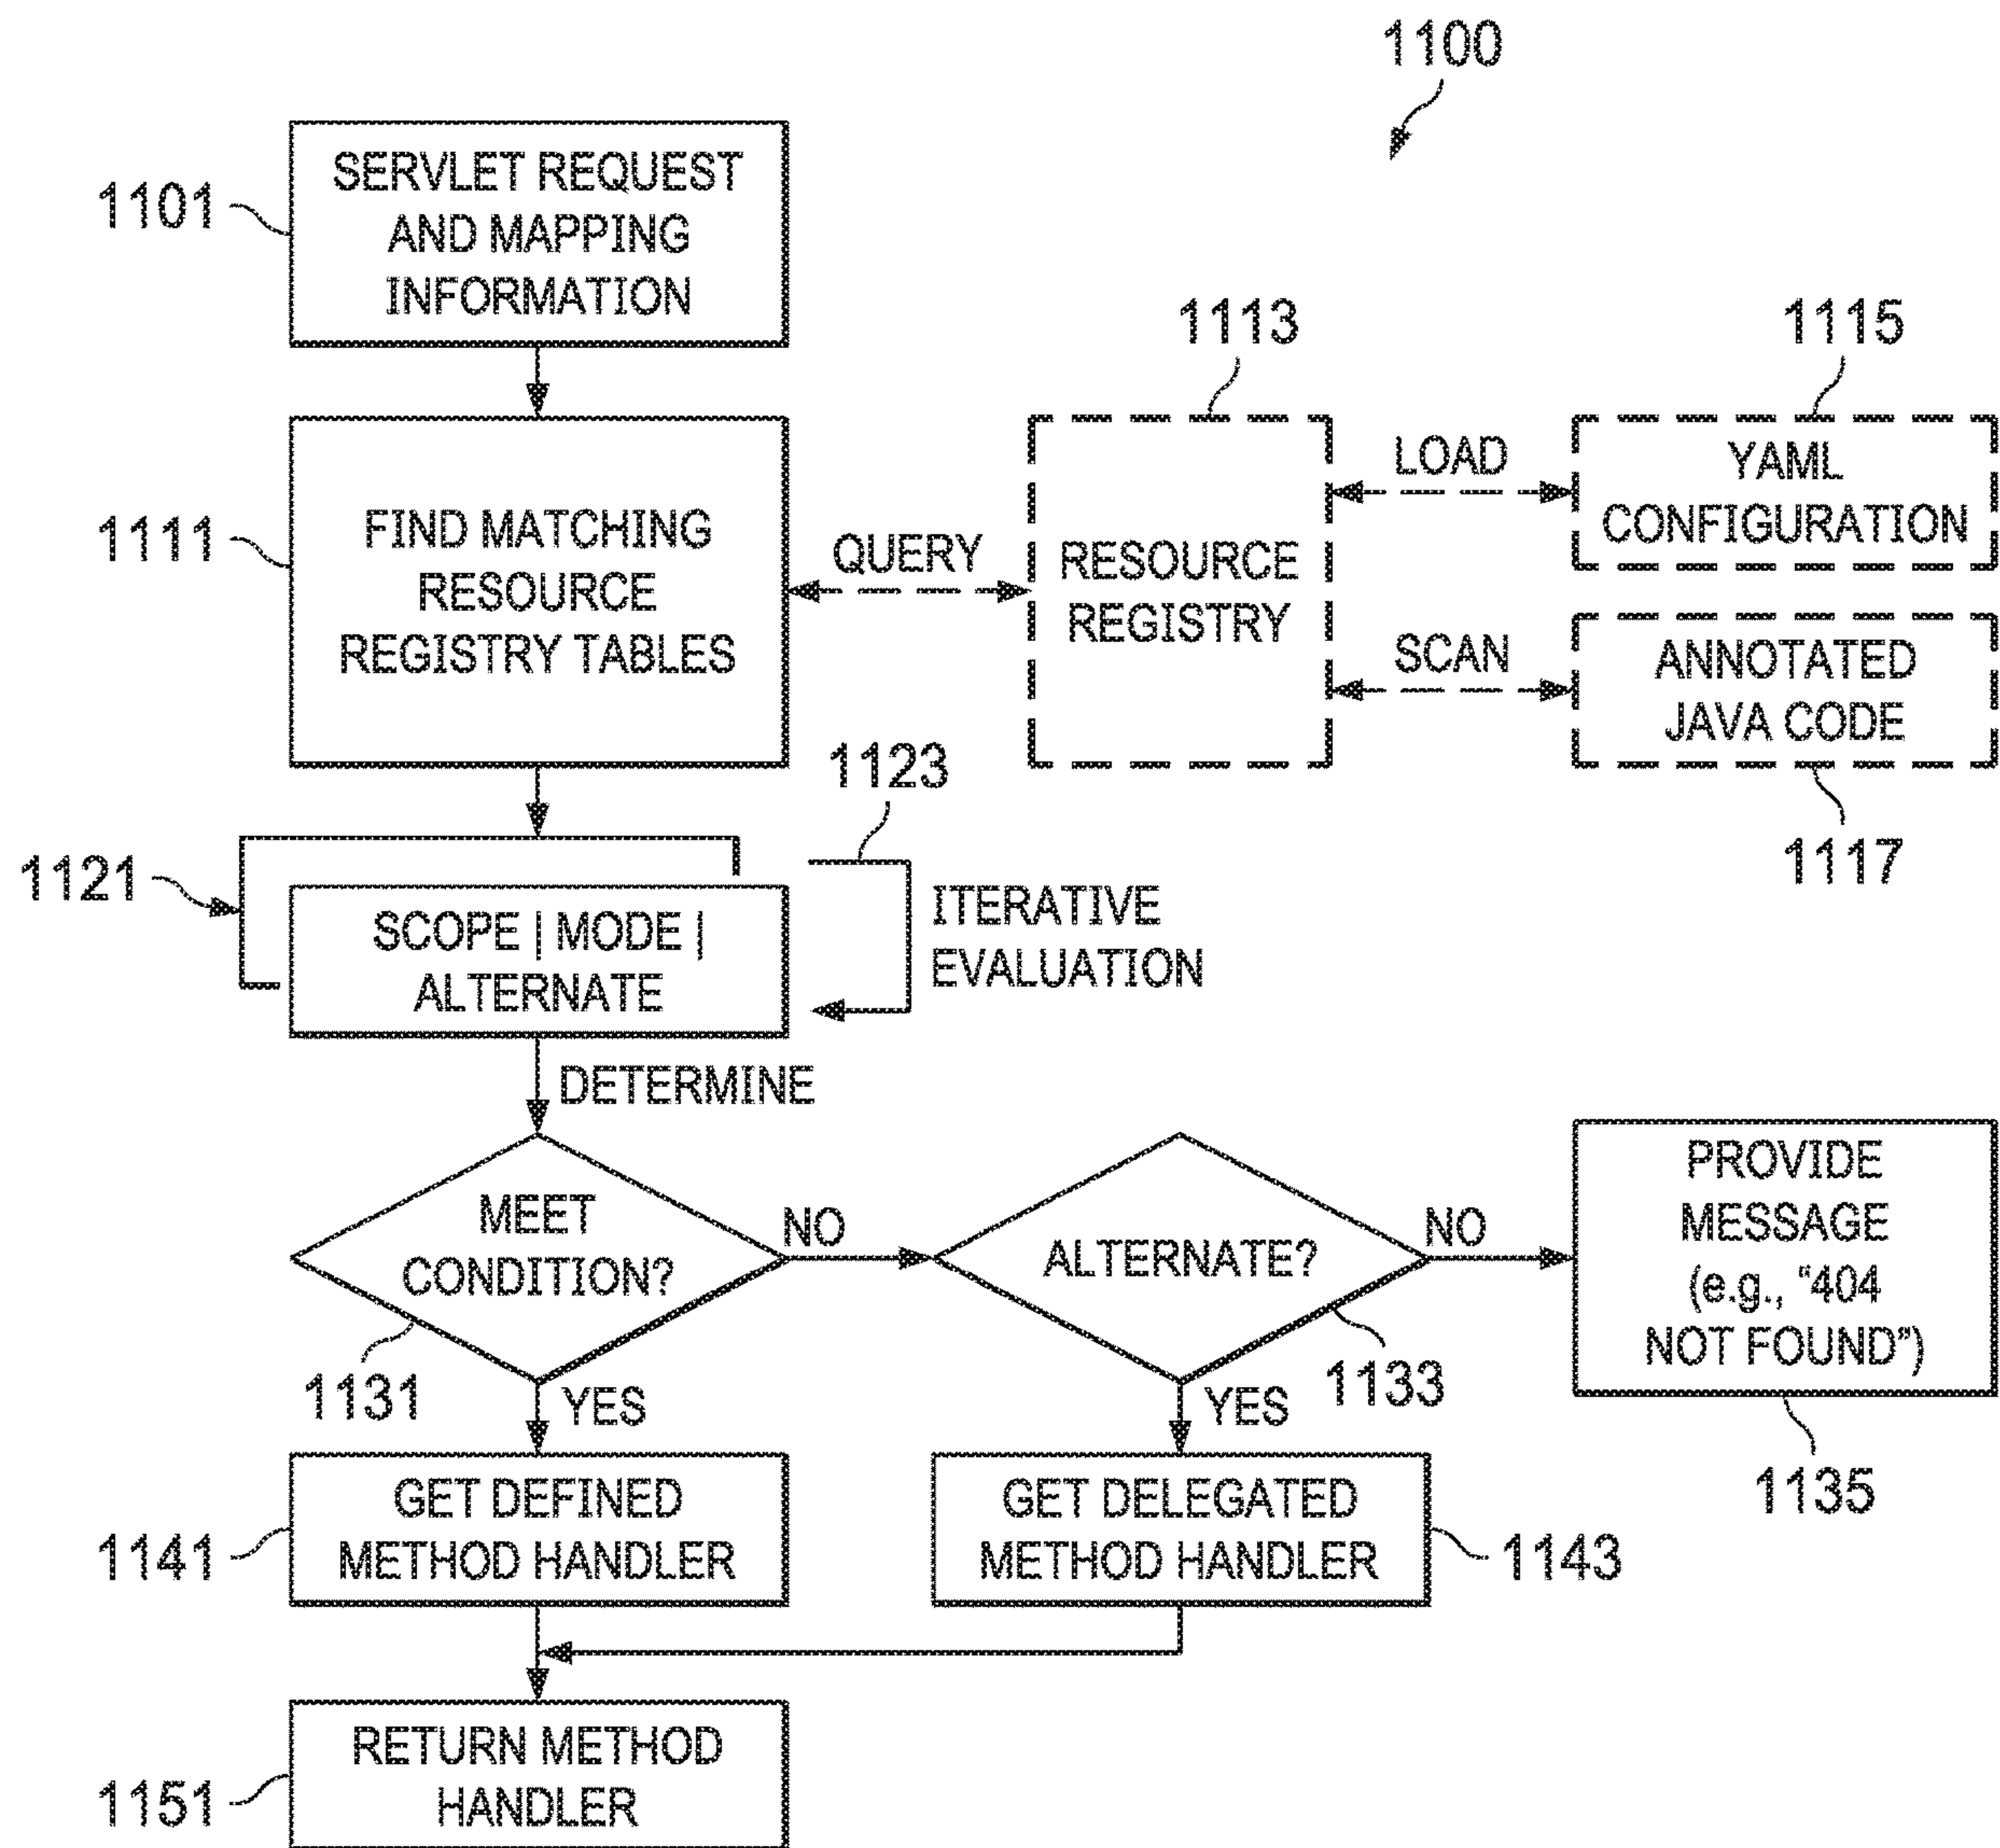 1100
SERVLET REQUEST
AND MAPPING
INFORMATION
1101
1113
1115
FIND MATCHING
RESOURCE
REGISTRY TABLES
1111
QUERY
RESOURCE
REGISTRY
LOAD
YAML
CONFIGURATION
SCAN
ANNOTATED
JAVA CODE
1117
1123
1121
SCOPE | MODE |
ALTERNATE
ITERATIVE
EVALUATION
DETERMINE
MEET
CONDITION?
1131
NO
ALTERNATE?
1133
NO
PROVIDE
MESSAGE
(e.g., “404
NOT FOUND”)
1135
YES
YES
GET DEFINED
METHOD HANDLER
1141
GET DELEGATED
METHOD HANDLER
1143
RETURN METHOD
HANDLER
1151